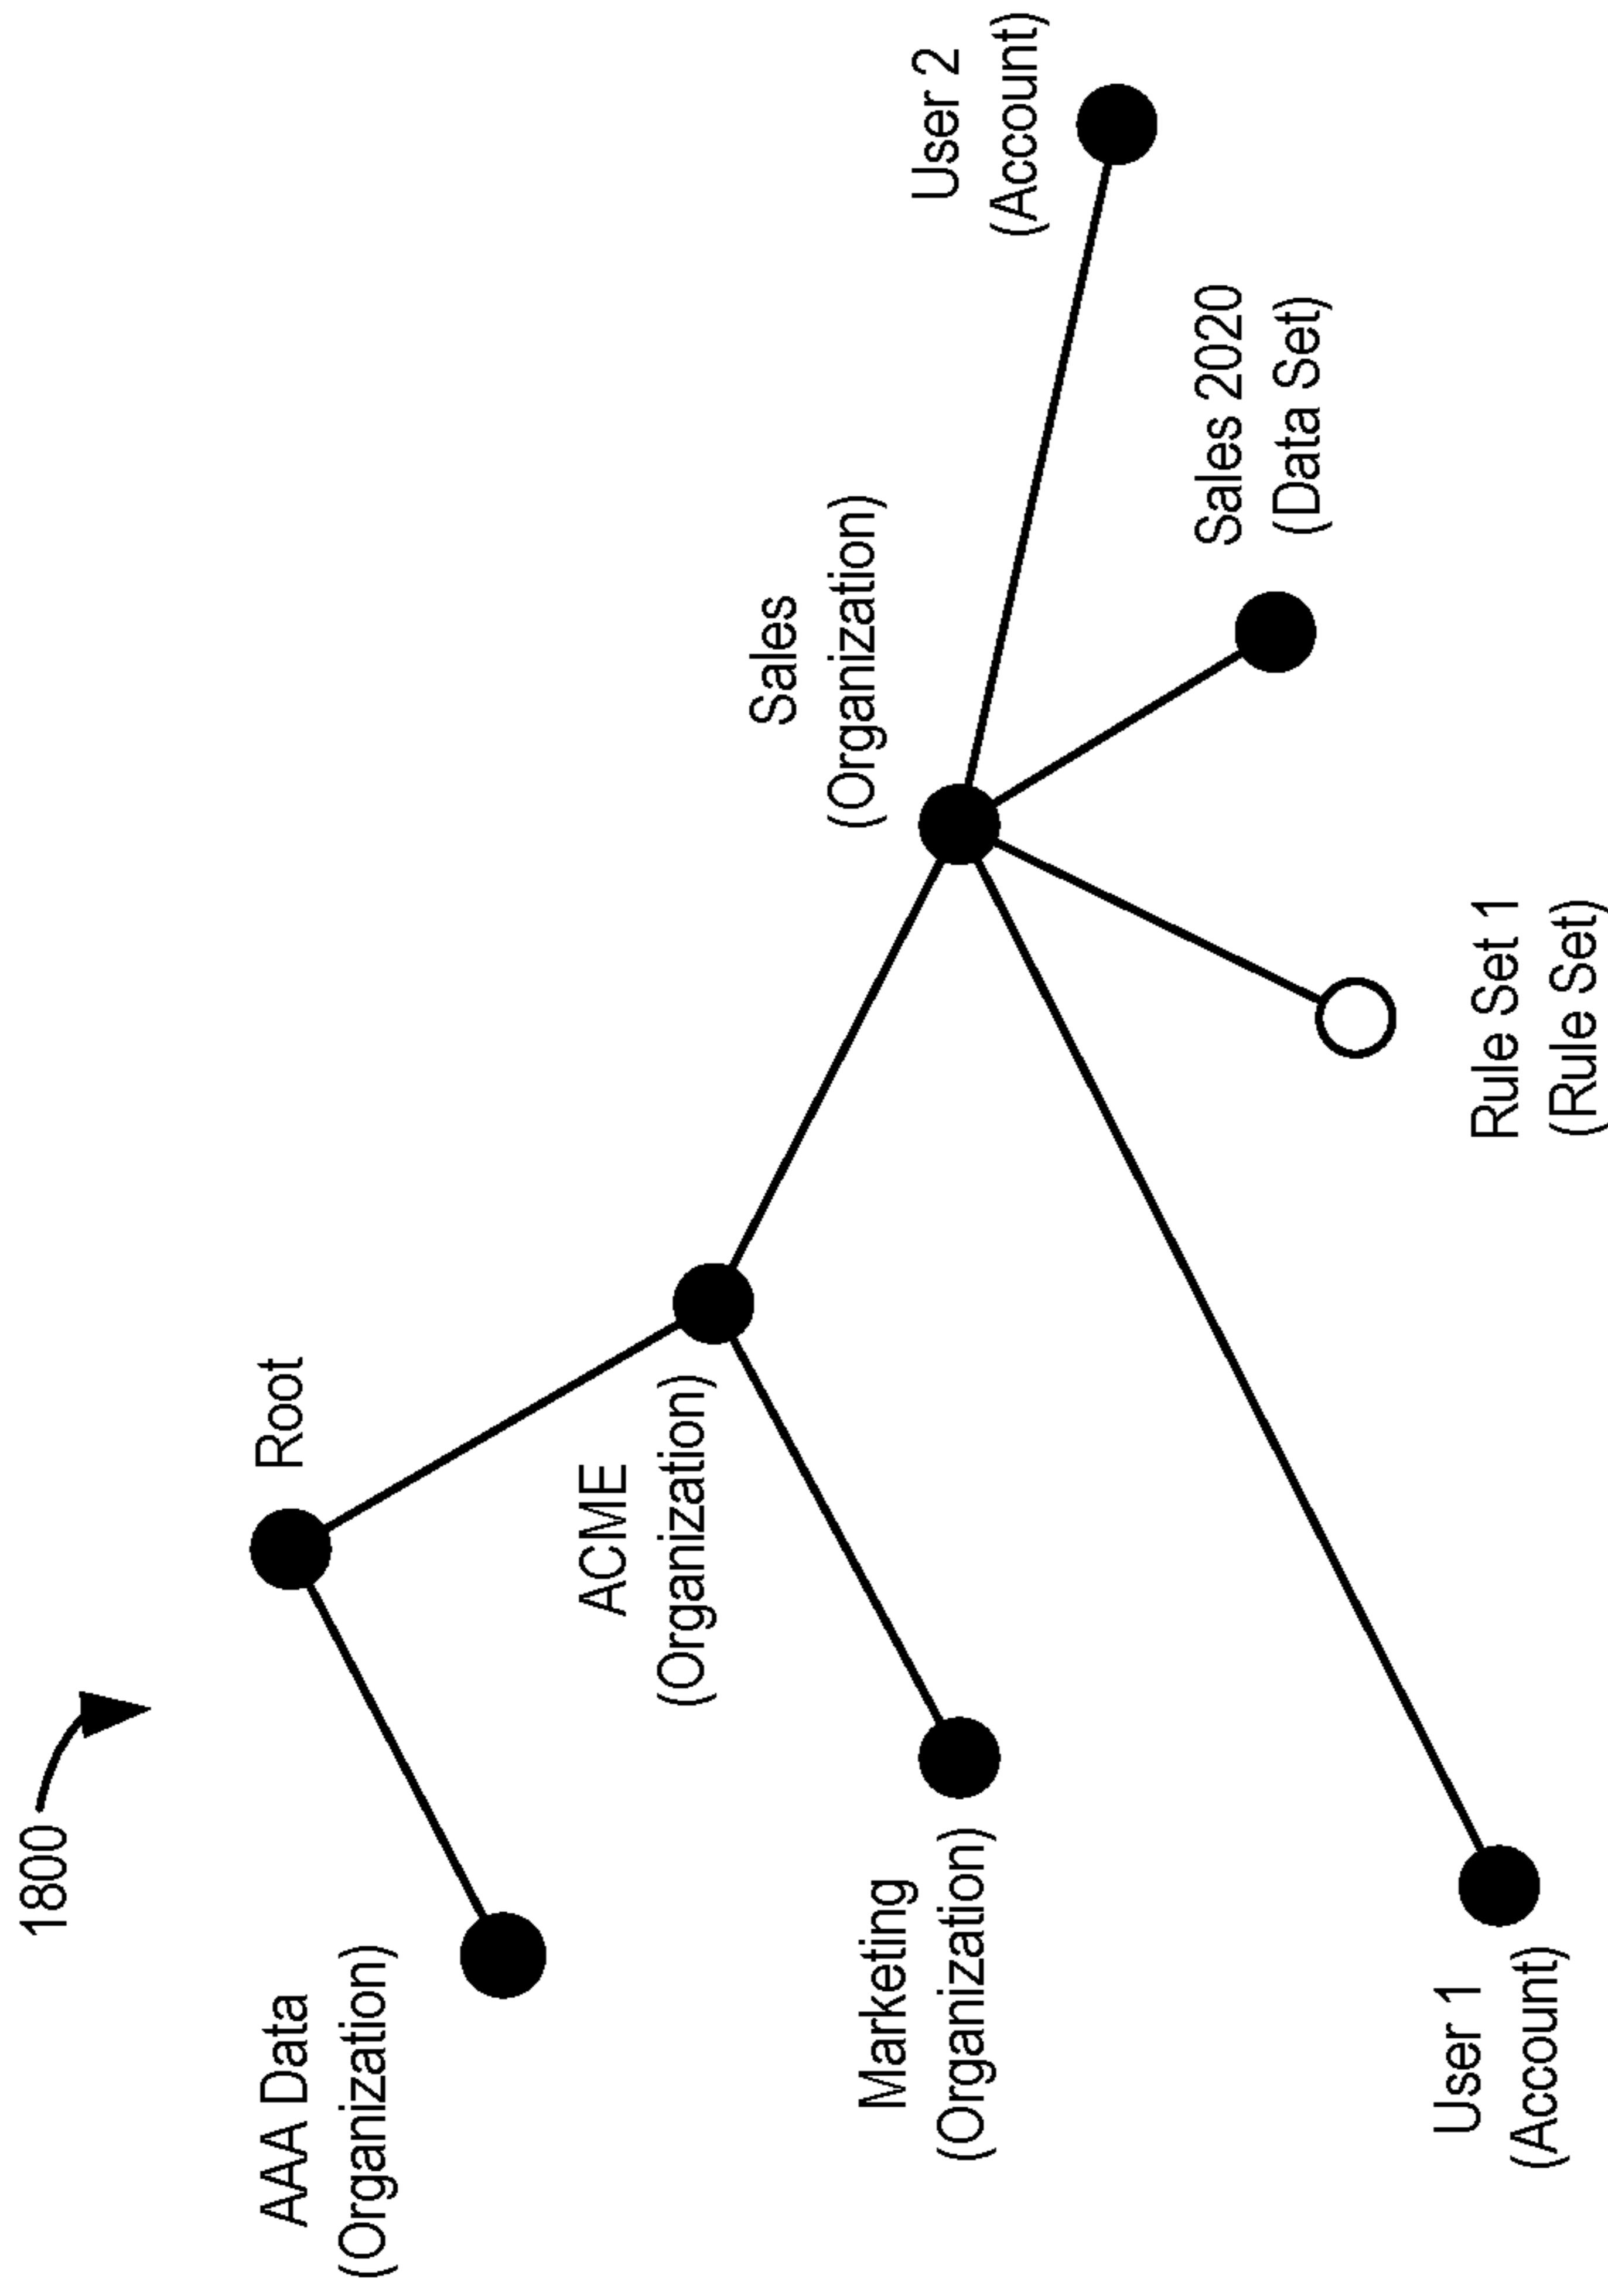 1800
Root
AAA Data
(Organization)
ACME
(Organization)
Sales
(Organization)
Marketing
(Organization)
User 2
(Account)
Sales 2020
(Data Set)
User 1
(Account)
Rule Set 1
(Rule Set)